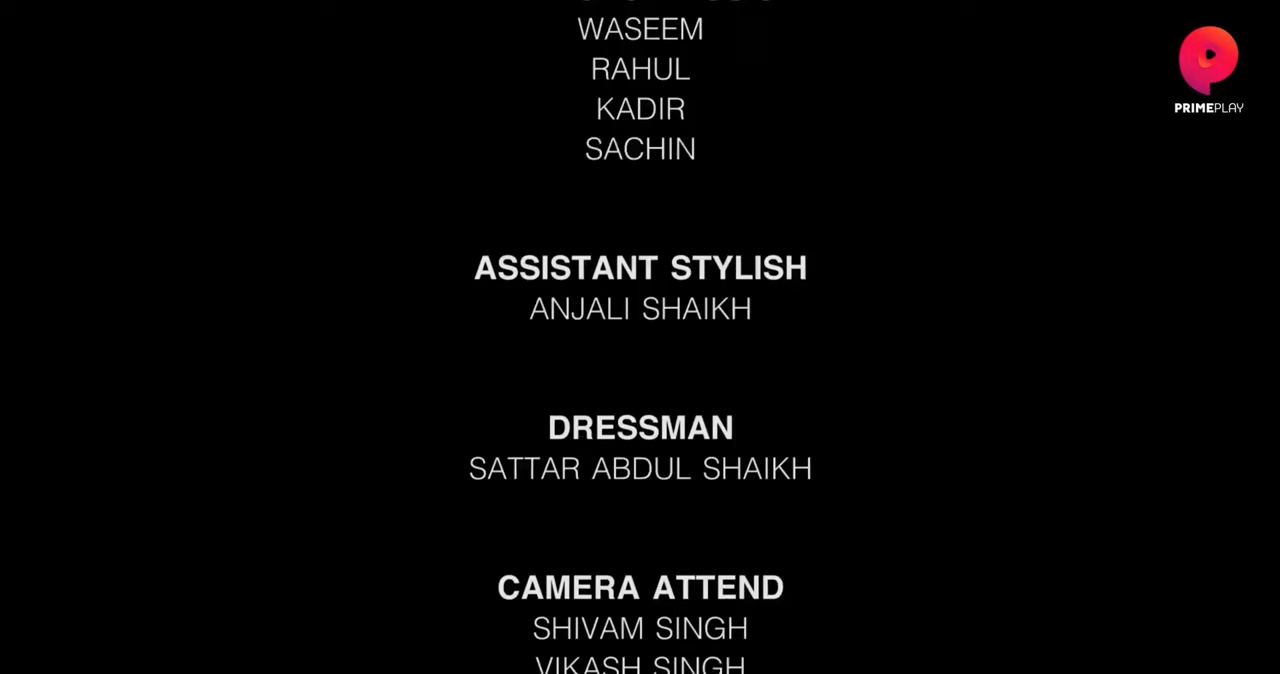 WASEEM
RAHUL
KADIR
SACHIN
PRIMEPLAY
ASSISTANT STYLISH
ANJALI SHAIKH
DRESSMAN
SATTAR ABDUL SHAIKH
CAMERA ATTEND
SHIVAM SINGH
VIKASH SINGH